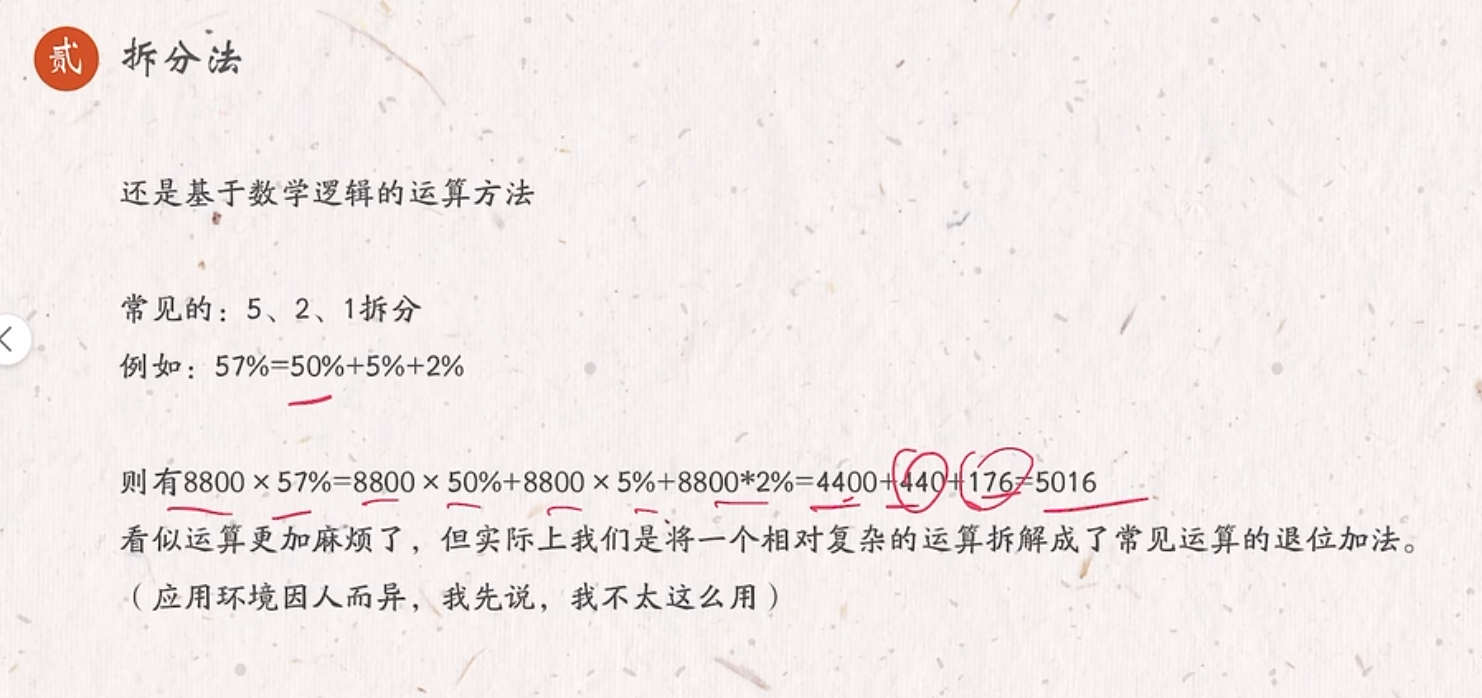 贰 拆分法
还是基于数学逻辑的运算方法
常见的：5、2、1拆分
例如：57%=50%+5%+2%
则有8800×57%=8800×50%+8800×5%+8800*2%=4400+440+176=5016
看似运算更加麻烦了，但实际上我们是将一个相对复杂的运算拆解成了常见运算的退位加法。
（应用环境因人而异，我先说，我不太这么用）